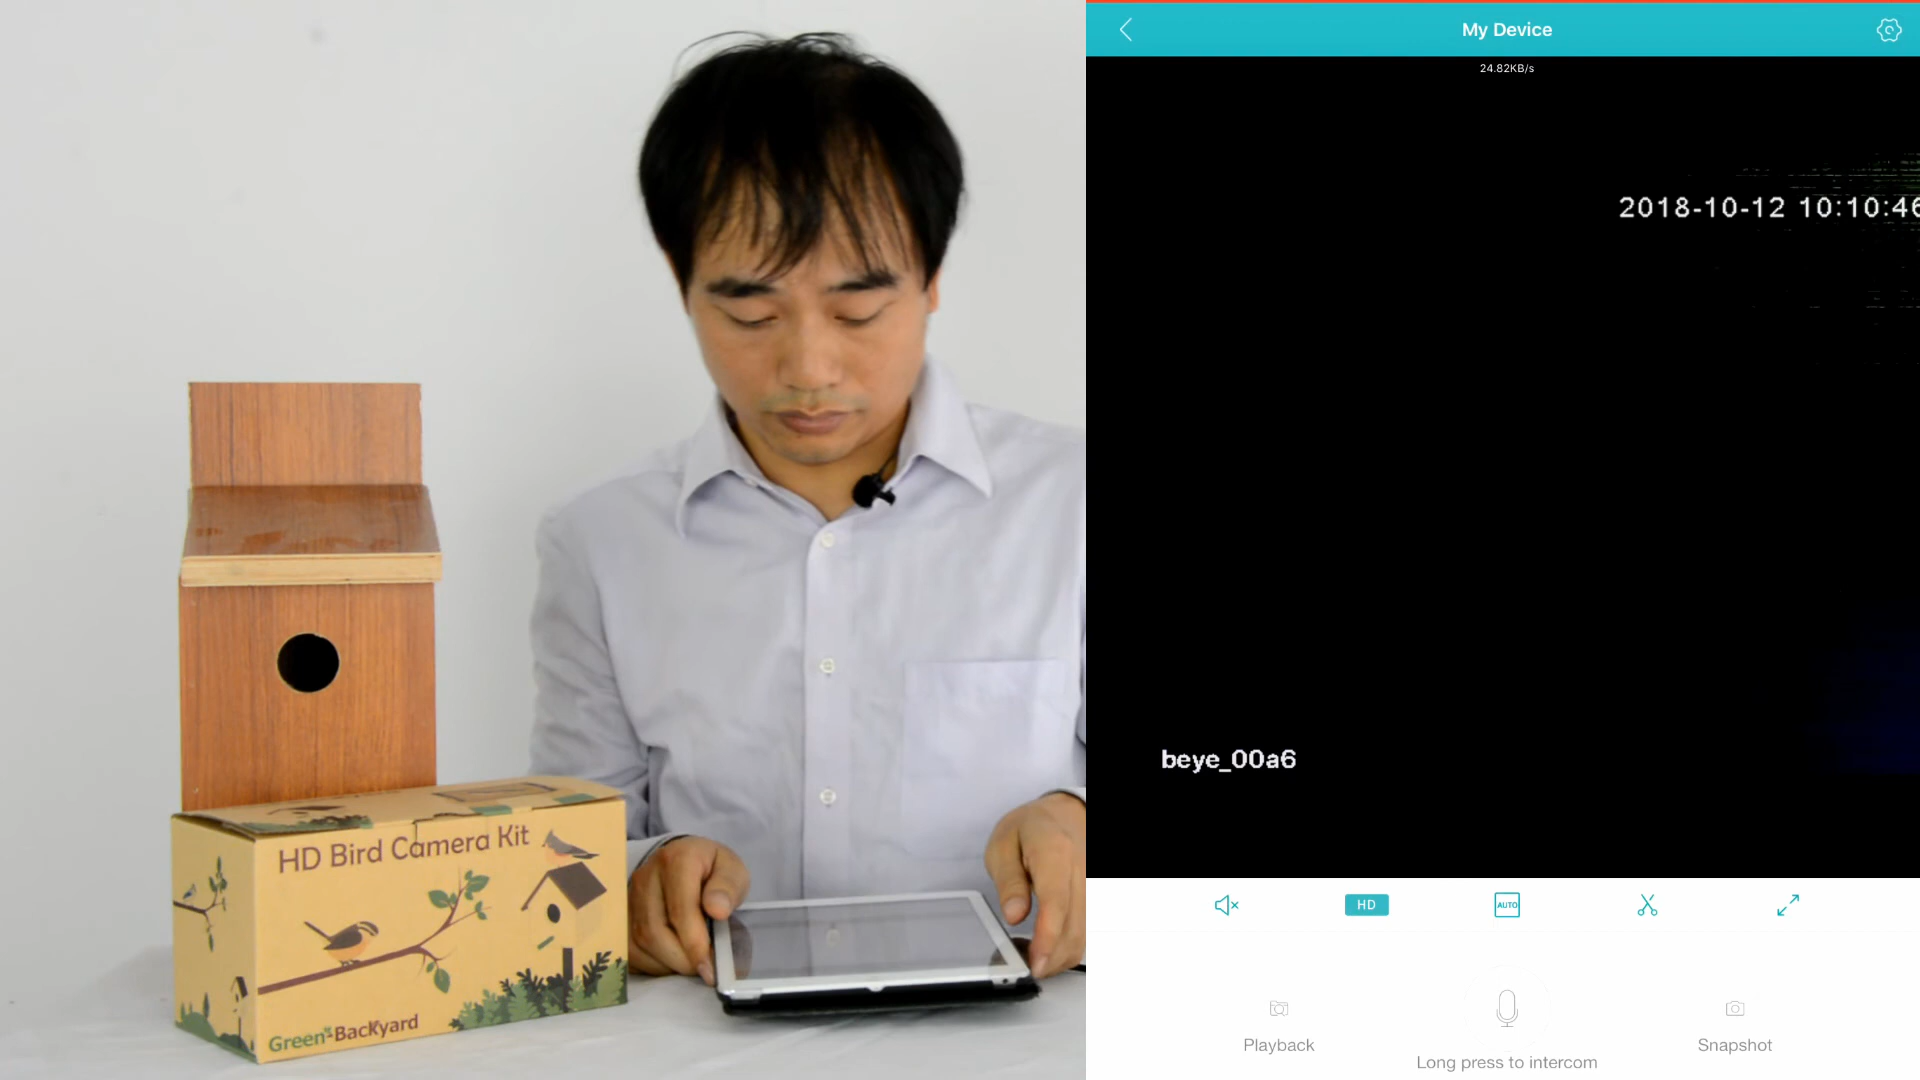 HD Bird Camera Kit
Green Backyard
My Device
24.82KB/s
2018-10-12 10:10:46
beye_00a6
HD
AUTO
Playback
Long press to intercom
Snapshot